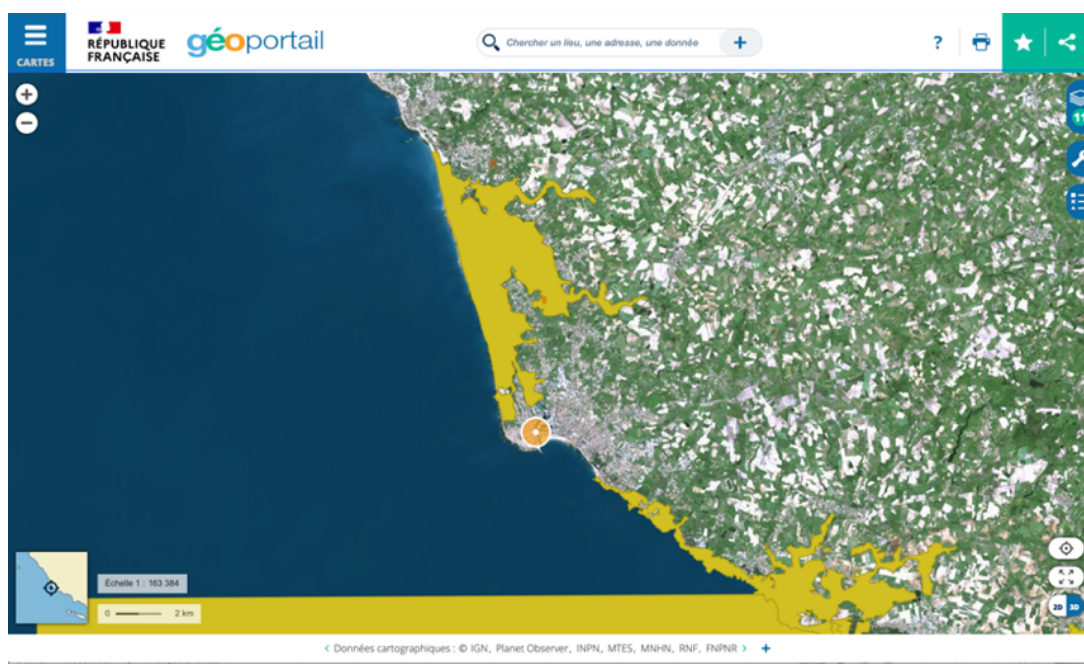 CARTES
RÉPUBLIQUE
FRANÇAISE
géoportail
Chercher un lieu, une adresse, une donnée
+
?
+
−
11
Échelle 1 : 163 384
0 2 km
2D 3D
< Données cartographiques : © IGN, Planet Observer, INPN, MTES, MNHN, RNF, FNPNR > +